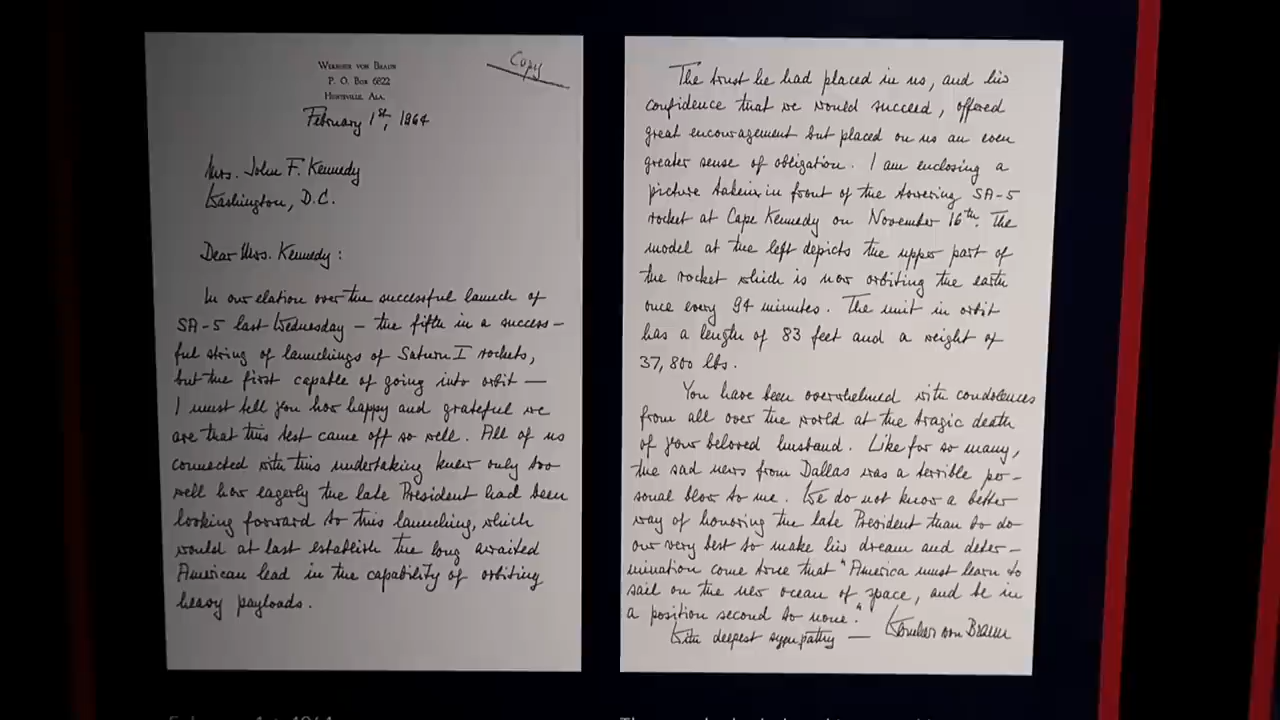 WERNHER VON BRAUN
P. O. BOX 6822
HUNTSVILLE, ALA.
Copy
February 1st, 1964
Mrs. John F. Kennedy
Washington, D.C.
Dear Mrs. Kennedy:
In our elation over the successful launch of
SA-5 last Wednesday – the fifth in a success-
ful string of launchings of Saturn I rockets,
but the first capable of going into orbit –
I must tell you how happy and grateful we
are that this test came off so well. All of us
connected with this undertaking knew only too
well how eagerly the late President had been
looking forward to this launching, which
would at last establish the long awaited
American lead in the capability of orbiting
heavy payloads.
The trust he had placed in us, and his
confidence that we would succeed, offered
great encouragement but placed on us an even
greater sense of obligation. I am enclosing a
picture taken in front of the towering SA-5
rocket at Cape Kennedy on November 16th. The
model at the left depicts the upper part of
the rocket which is now orbiting the earth
once every 94 minutes. The unit in orbit
has a length of 83 feet and a weight of
37,800 lbs.
You have been overwhelmed with condolences
from all over the world at the tragic death
of your beloved husband. Like for so many,
the sad news from Dallas was a terrible per-
sonal blow to me. We do not know a better
way of honoring the late President than to do
our very best to make his dream and deter-
mination come true that "America must learn to
sail on the new ocean of space, and be in
a position second to none."
With deepest sympathy – Wernher von Braun